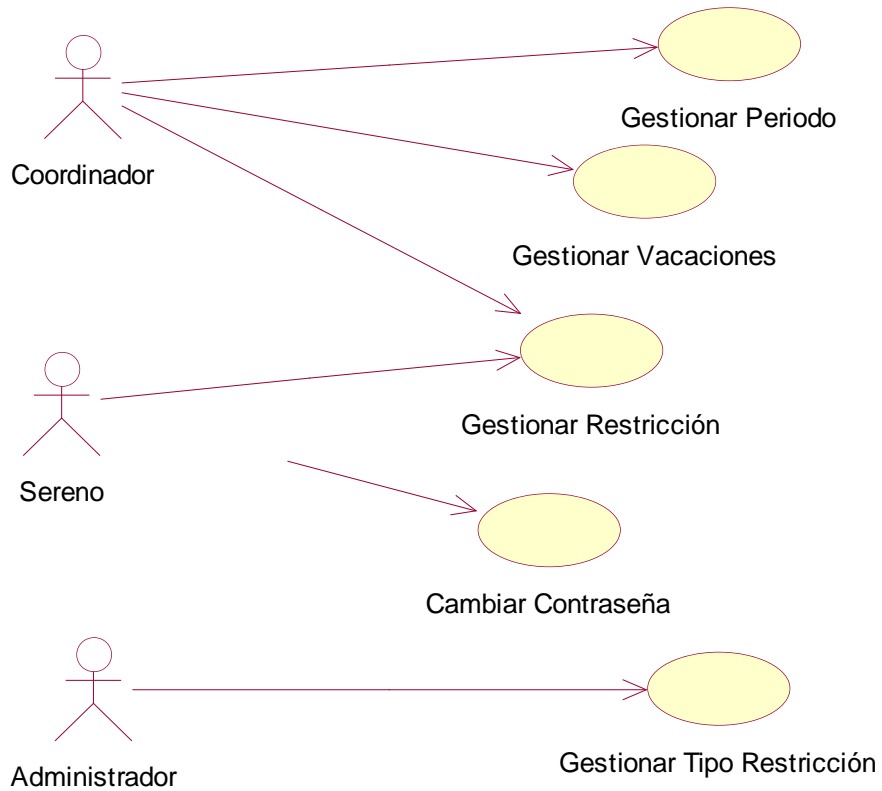 Gestionar Periodo
Coordinador
Gestionar Vacaciones
Gestionar Restricción
Sereno
Cambiar Contraseña
Gestionar Tipo Restricción
Administrador